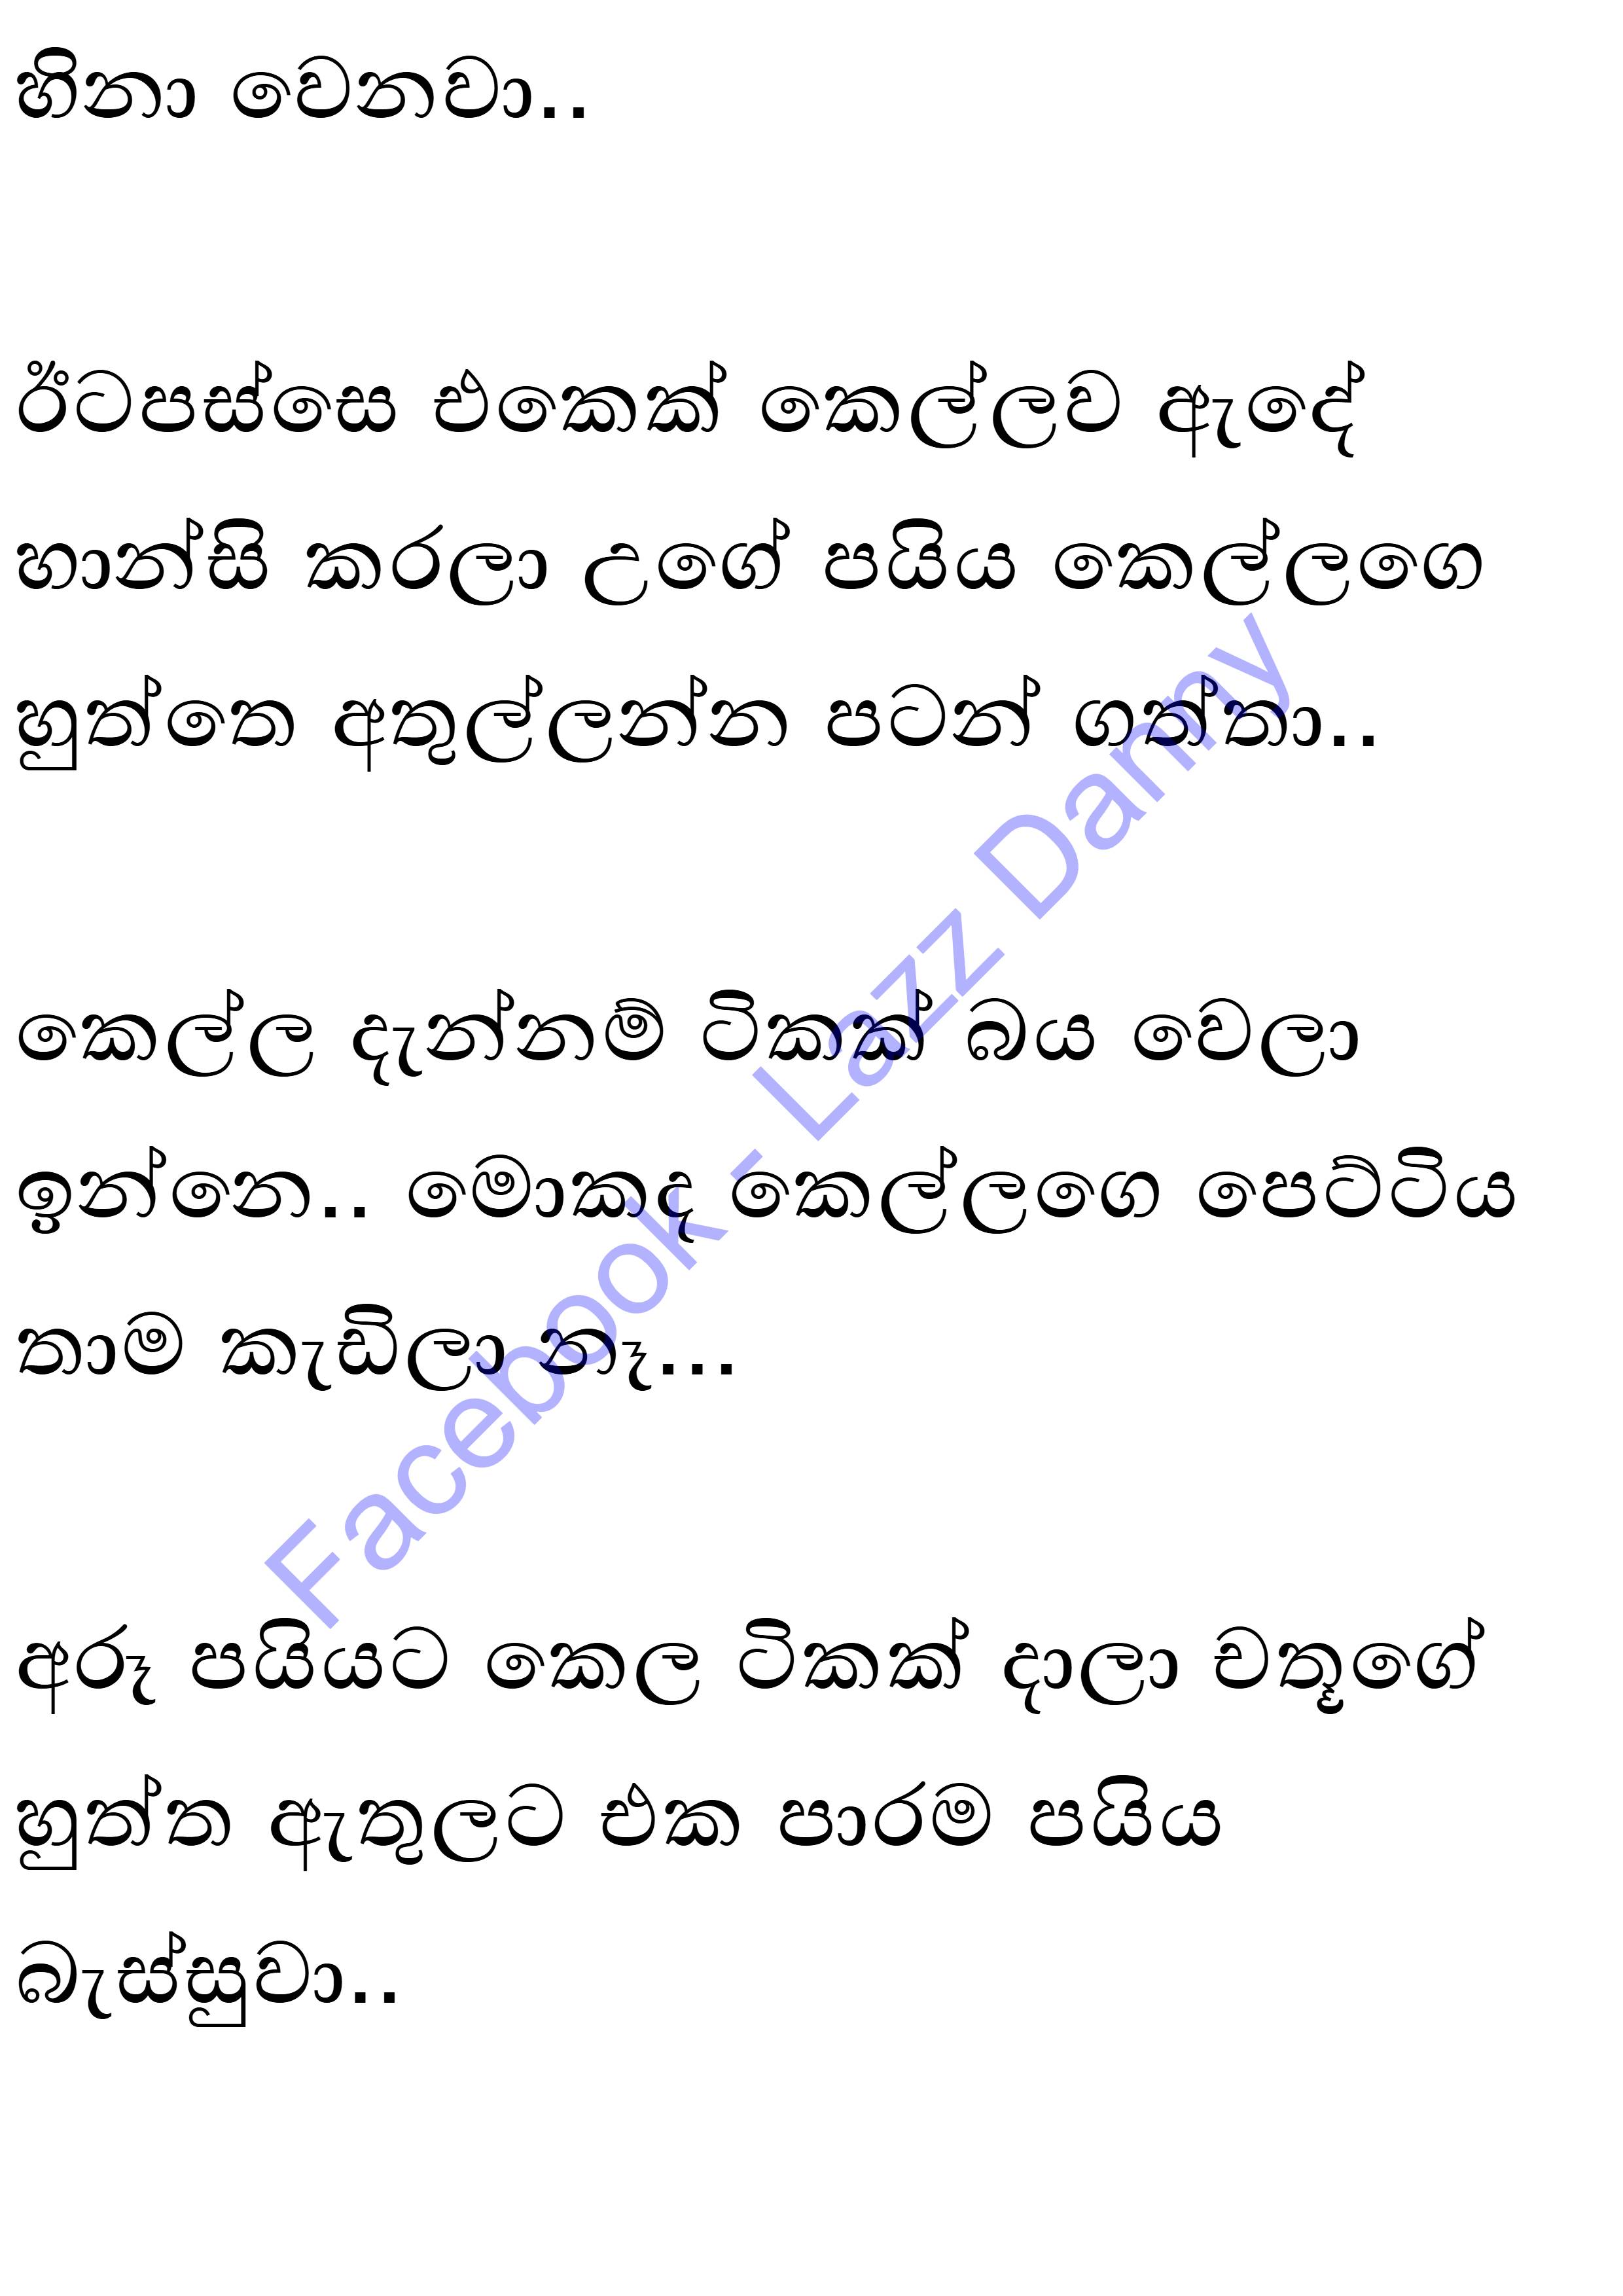 හිනා වෙනවා..
ඊටපස්සෙ එකෙක් කෙල්ලව ඇදේ
හාන්සි කරලා උගේ පයිය කෙල්ලගෙ
හුත්තෙ අතුල්ලන්න පටන් ගත්තා..
කෙල්ල දැන්නම් ටිකක් බය වෙලා
ඉන්නෙ.. මොකද කෙල්ලගෙ පෙට්ටිය
තාම කැඩිලා නෑ...
අරූ පයියට කෙල ටිකක් දාලා චතූගේ
හුත්ත ඇතුලට එක පාරම පයිය
බැස්සුවා..
Facebook - Lazz Danny